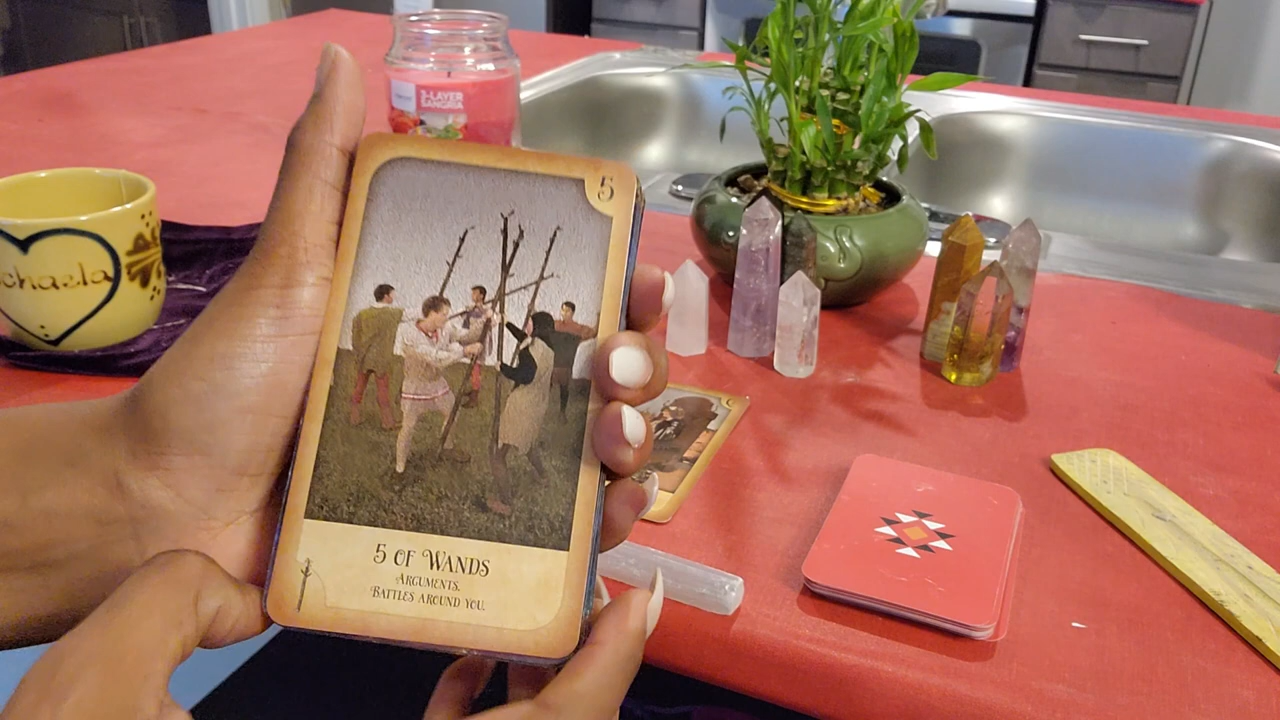 3-LAYER
SANGRIA
chaela
5
5 OF WANDS
ARGUMENTS.
BATTLES AROUND YOU.